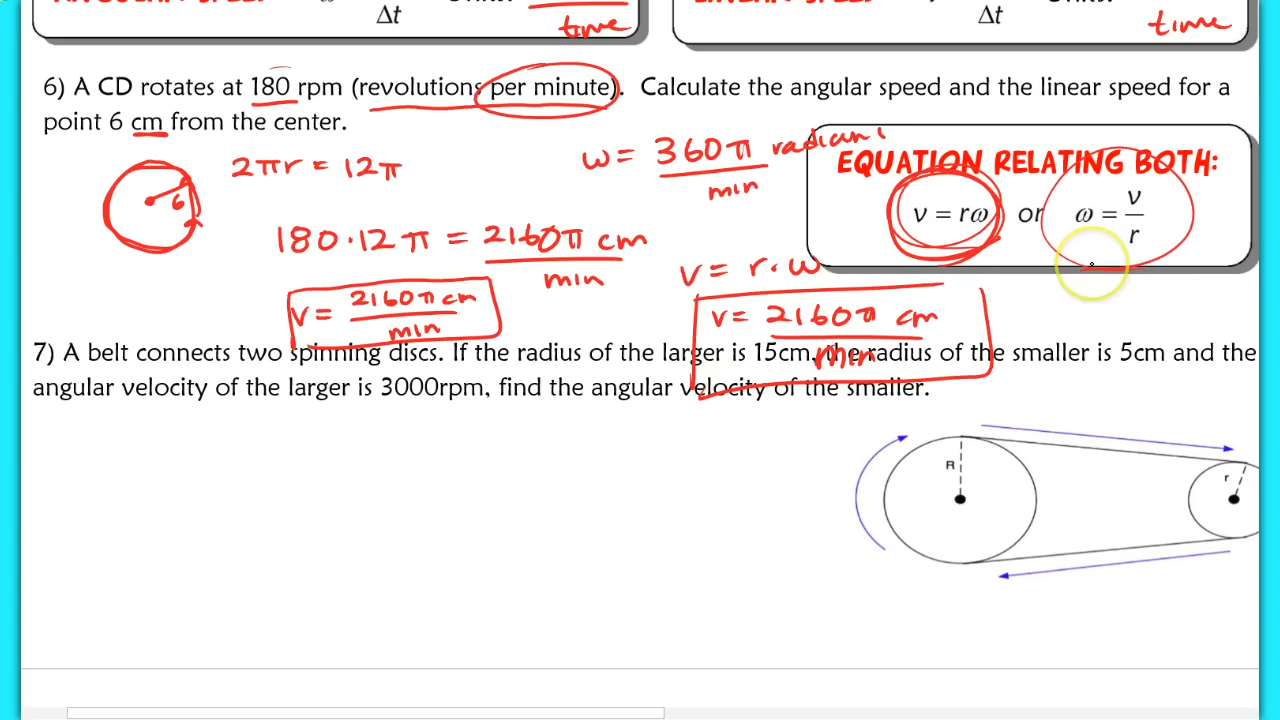 Δt
time
Δt
time
6) A CD rotates at 180 rpm (revolutions per minute). Calculate the angular speed and the linear speed for a
point 6 cm from the center.
6
2πr = 12π
ω = 360π radians
min
EQUATION RELATING BOTH:
v = rω or ω = v
r
180·12π = 2160π cm
min
v = 2160π cm
min
v = r·ω
v = 2160π cm
min
7) A belt connects two spinning discs. If the radius of the larger is 15cm, the radius of the smaller is 5cm and the
angular velocity of the larger is 3000rpm, find the angular velocity of the smaller.
R
r